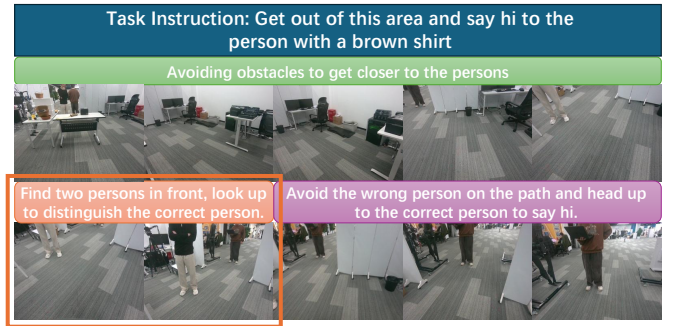 Task Instruction: Get out of this area and say hi to the
person with a brown shirt
Avoiding obstacles to get closer to the persons
Find two persons in front, look up
to distinguish the correct person.
Avoid the wrong person on the path and head up
to the correct person to say hi.